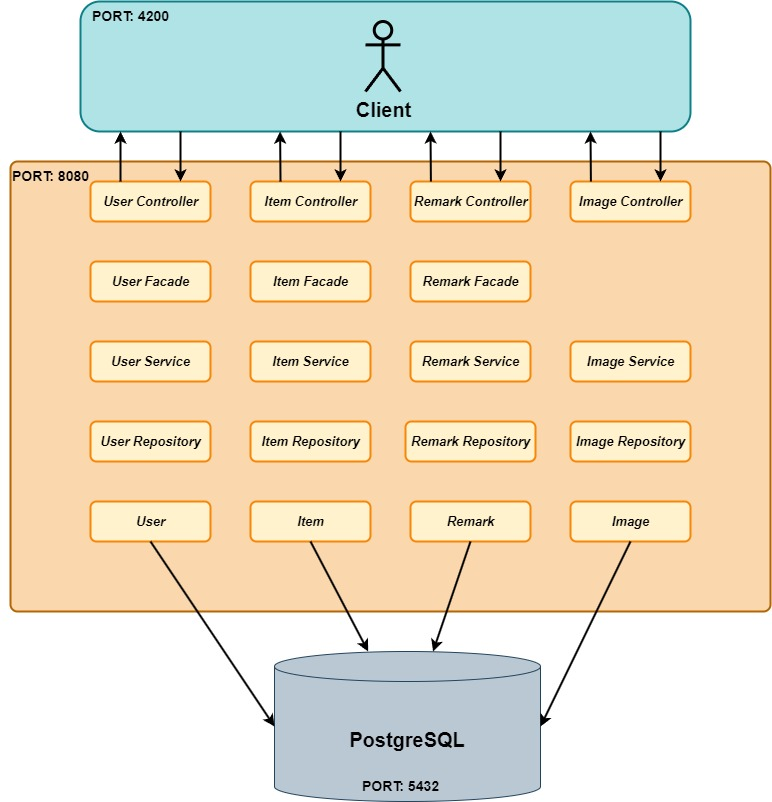 PORT: 4200
Client
PORT: 8080
User Controller
Item Controller
Remark Controller
Image Controller
User Facade
Item Facade
Remark Facade
User Service
Item Service
Remark Service
Image Service
User Repository
Item Repository
Remark Repository
Image Repository
User
Item
Remark
Image
PostgreSQL
PORT: 5432